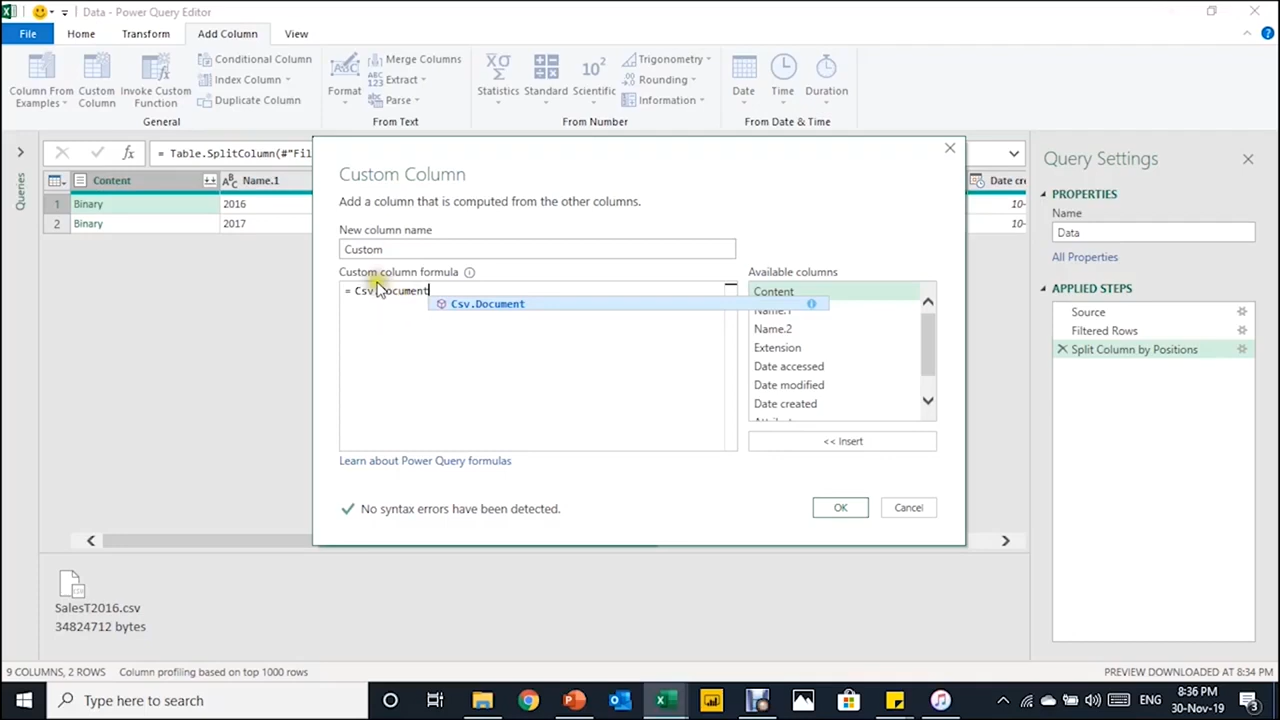 Data - Power Query Editor
File Home Transform Add Column View
Column From Examples
Custom Column
Invoke Custom Function
Conditional Column
Index Column
Duplicate Column
General
Format
Merge Columns
Extract
Parse
From Text
Statistics
Standard
Scientific
10²
Trigonometry
Rounding
Information
From Number
Date
Time
Duration
From Date & Time
= Table.SplitColumn(#"Fil
Queries
Content
Name.1
Date cre
1 Binary 2016 10-
2 Binary 2017 10-
Custom Column
Add a column that is computed from the other columns.
New column name
Custom
Custom column formula
= Csv.Document
Csv.Document
Available columns
Content
Name.1
Name.2
Extension
Date accessed
Date modified
Date created
<< Insert
Learn about Power Query formulas
No syntax errors have been detected.
OK
Cancel
Query Settings
PROPERTIES
Name
Data
All Properties
APPLIED STEPS
Source
Filtered Rows
Split Column by Positions
SalesT2016.csv
34824712 bytes
9 COLUMNS, 2 ROWS Column profiling based on top 1000 rows
PREVIEW DOWNLOADED AT 8:34 PM
Type here to search
ENG
8:36 PM
30-Nov-19
3